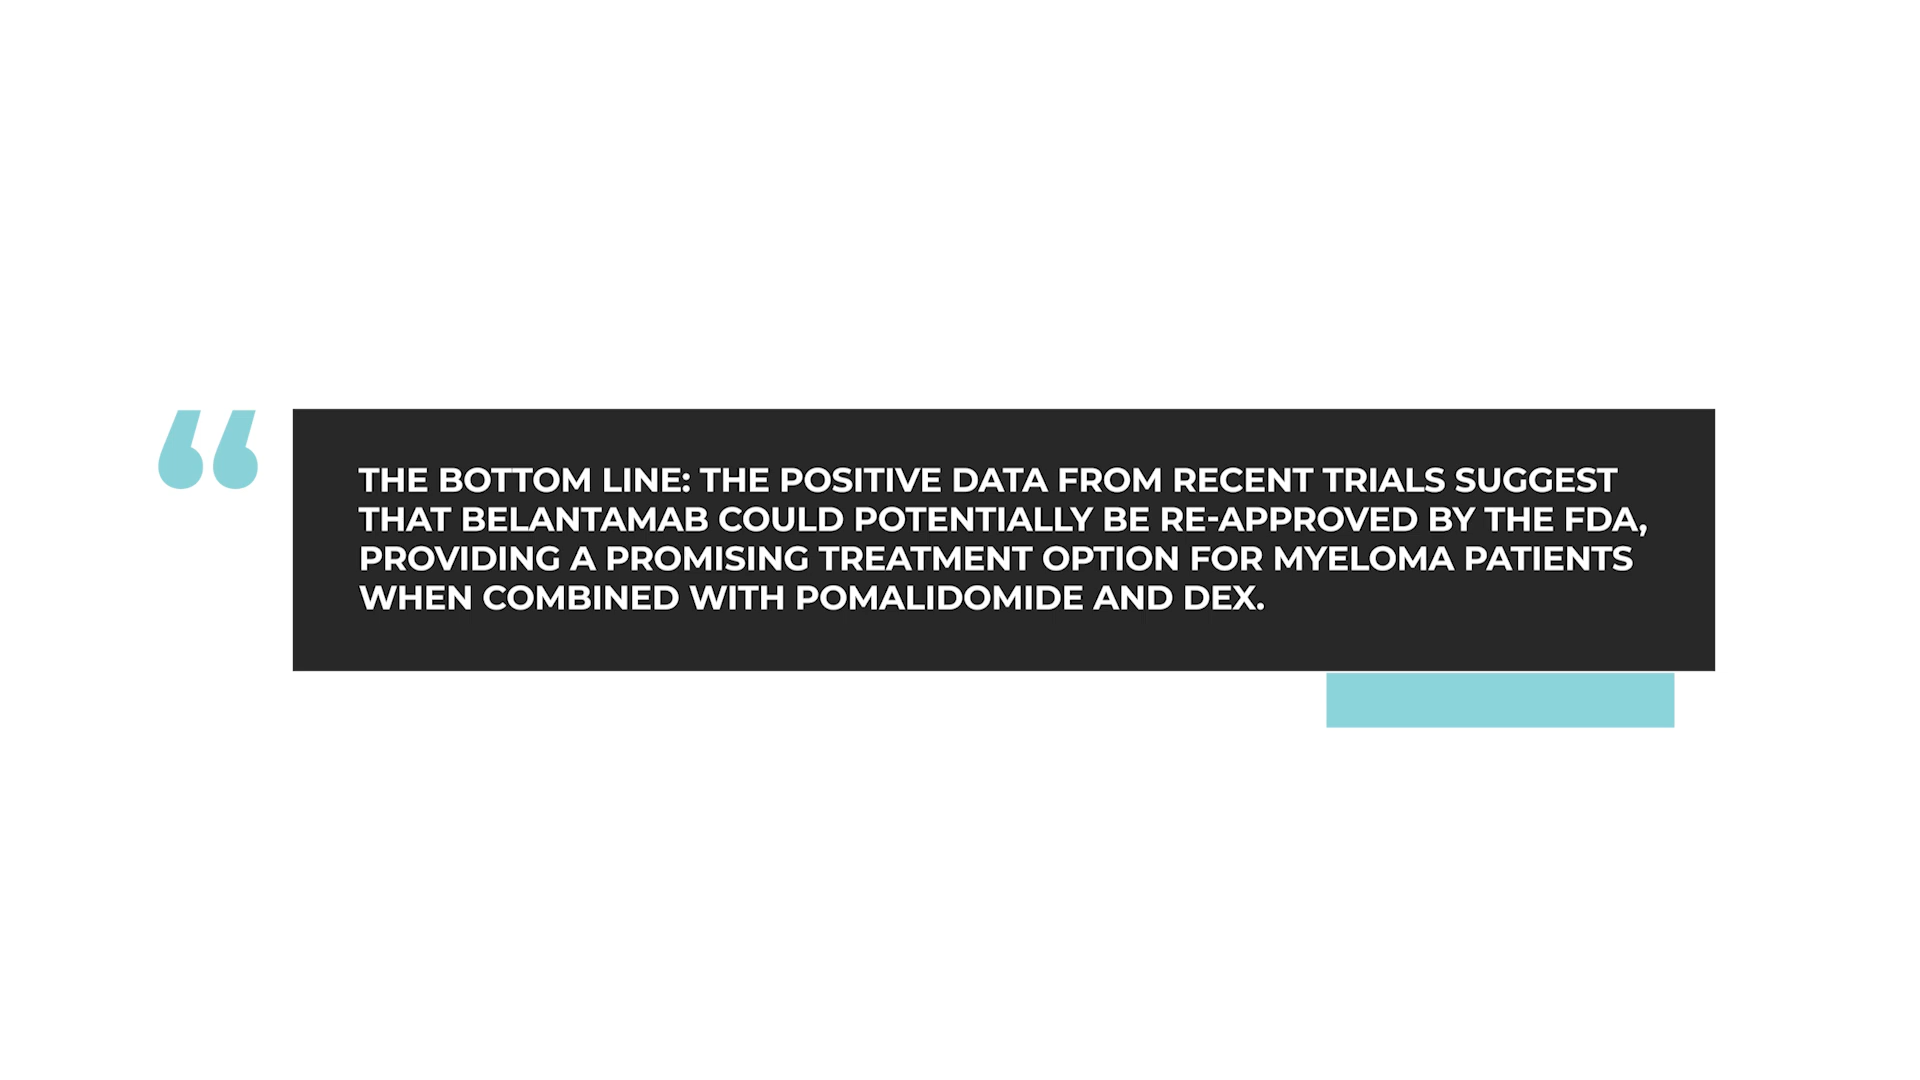 “
THE BOTTOM LINE: THE POSITIVE DATA FROM RECENT TRIALS SUGGEST
THAT BELANTAMAB COULD POTENTIALLY BE RE-APPROVED BY THE FDA,
PROVIDING A PROMISING TREATMENT OPTION FOR MYELOMA PATIENTS
WHEN COMBINED WITH POMALIDOMIDE AND DEX.